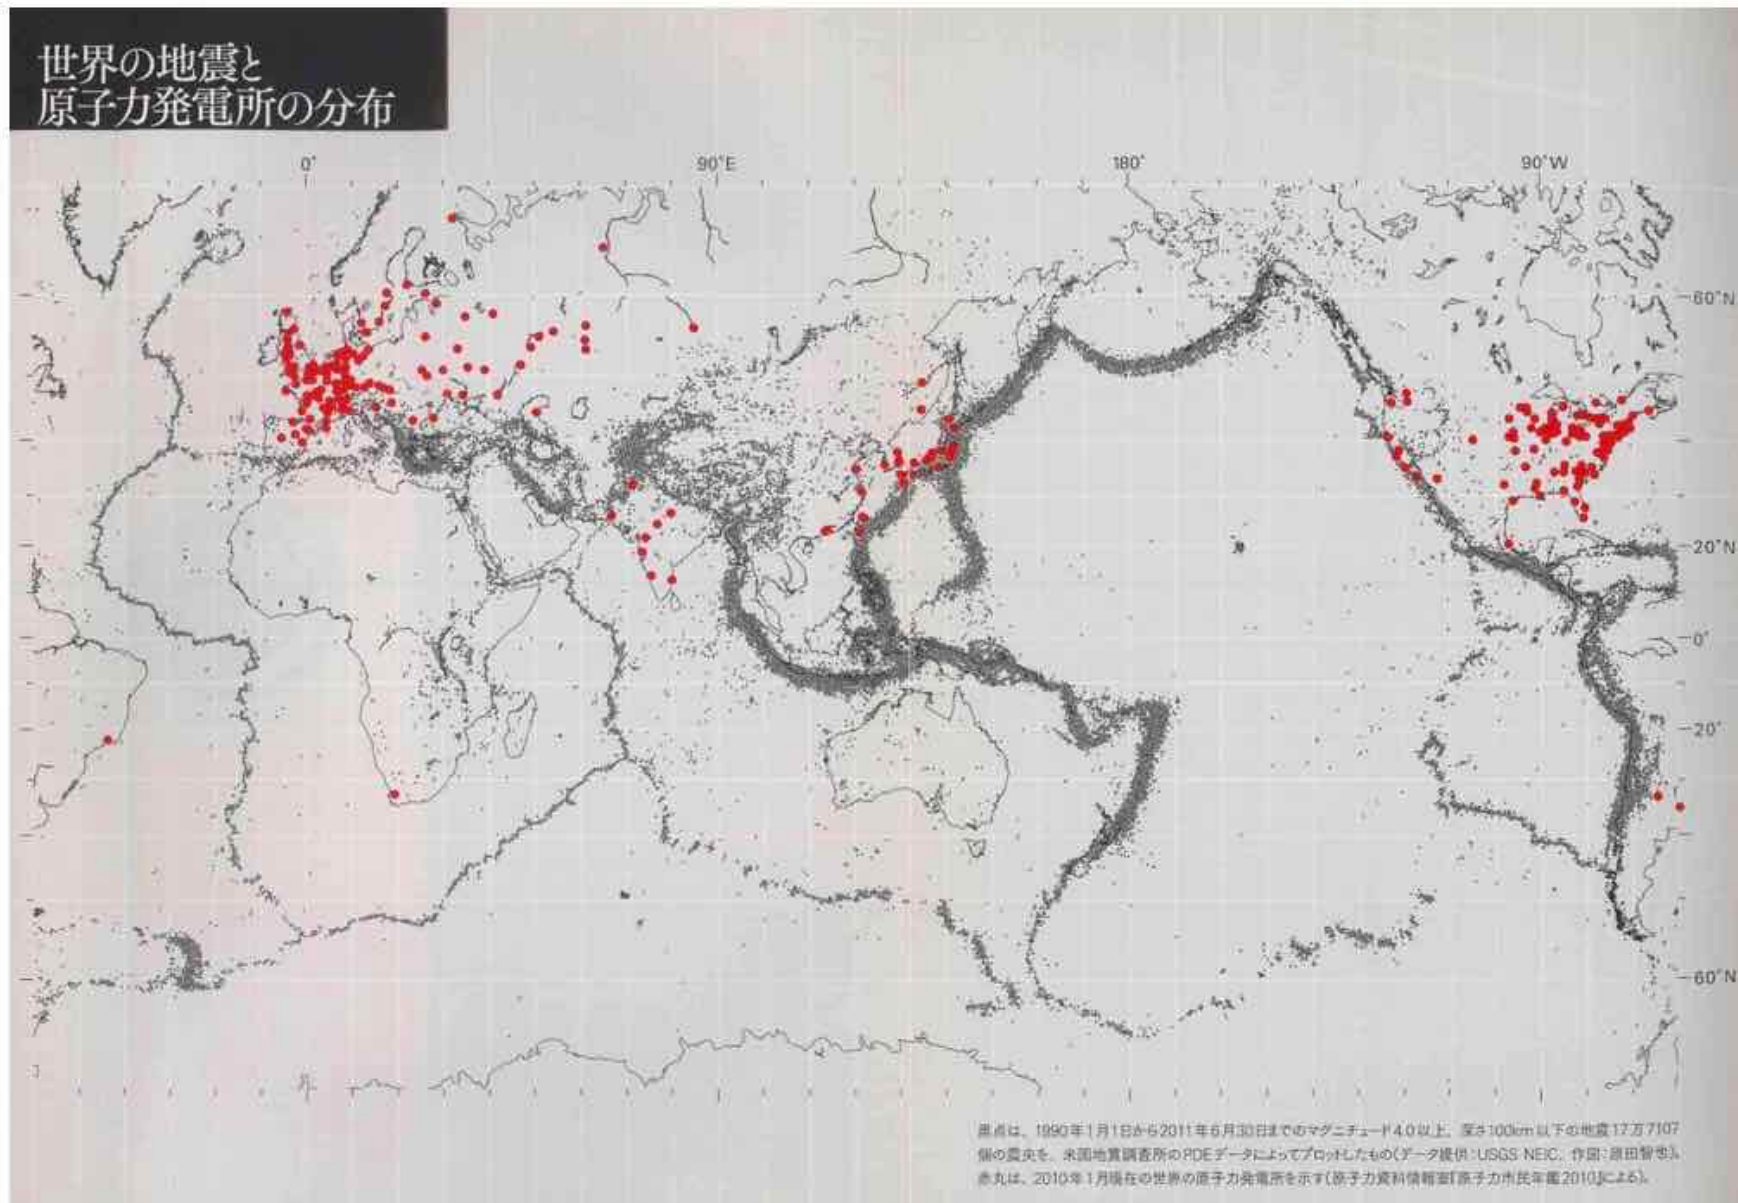 世界の地震と
原子力発電所の分布
0°
90°E
180°
90°W
60°N
20°N
0°
20°
60°N
黒点は、1990年1月1日から2011年6月30日までのマグニチュード4.0以上、深さ100km以下の地震17万7107
個の震央を、米国地質調査所のPDEデータによってプロットしたもの(データ提供:USGS NEIC、作図:原田智也)。
赤丸は、2010年1月現在の世界の原子力発電所を示す(原子力資料情報室『原子力市民年鑑2010』による)。